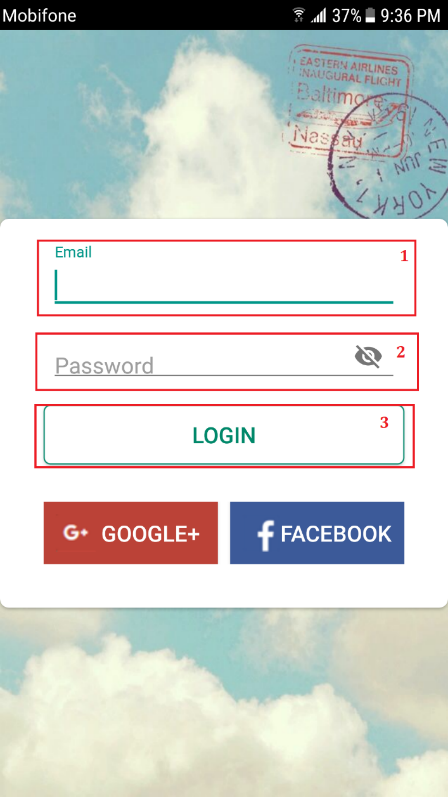 Mobifone 37% 9:36 PM
EASTERN AIRLINES
INAUGURAL FLIGHT
Baltimore
Nassau
NEW YORK, N.
JUN
Email 1
Password 2
LOGIN 3
G+ GOOGLE+ f FACEBOOK